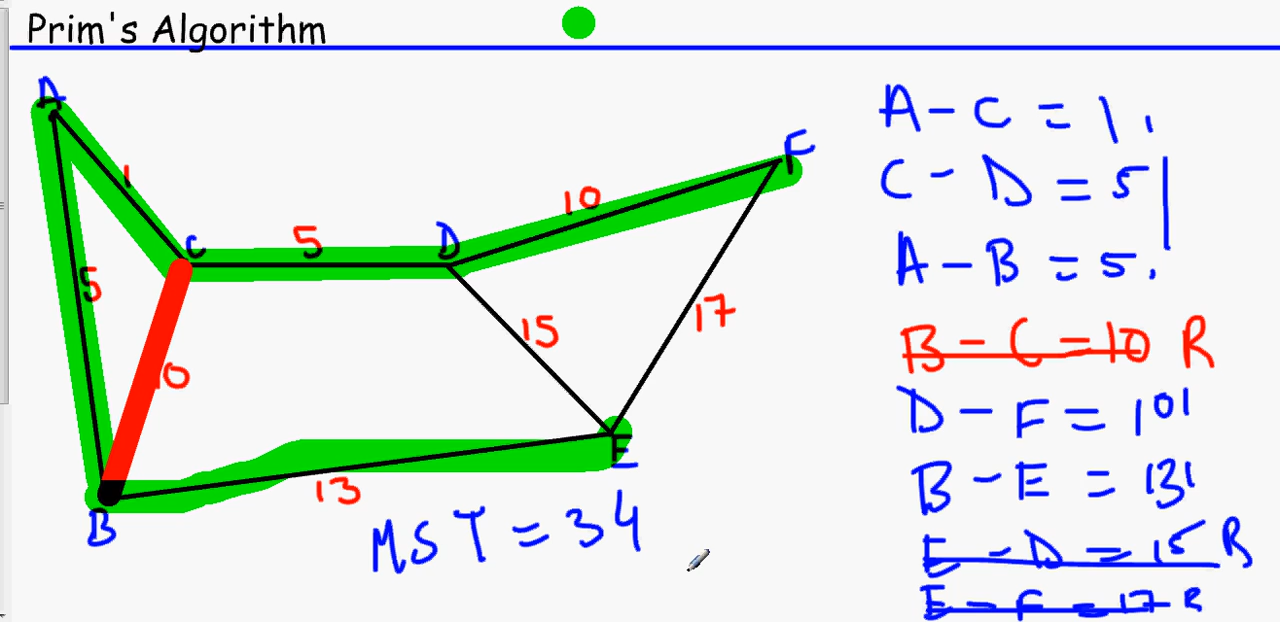 Prim's Algorithm
A
F
1
10
C
5
D
5
15
17
10
E
13
B
MST = 34
A - C = 1
C - D = 5
A - B = 5
B - C = 10 R
D - F = 10
B - E = 13
E - D = 15 R
E - F = 17 R